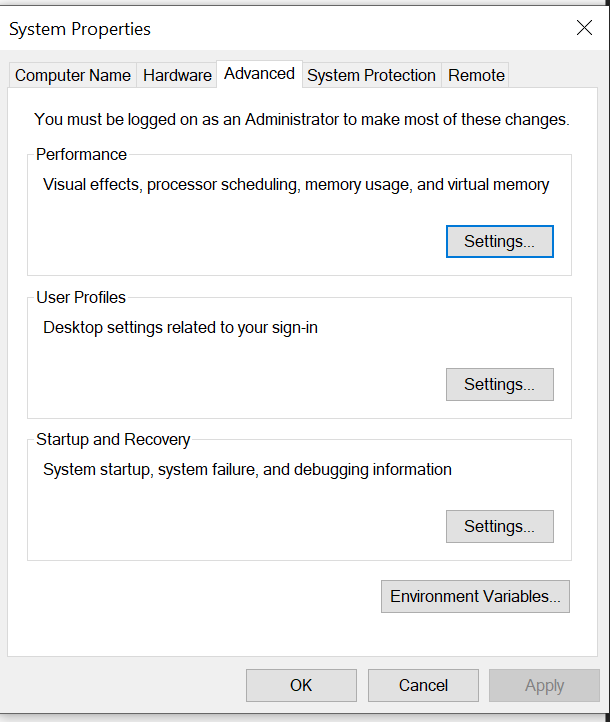 System Properties
Computer Name Hardware Advanced System Protection Remote
You must be logged on as an Administrator to make most of these changes.
Performance
Visual effects, processor scheduling, memory usage, and virtual memory
Settings...
User Profiles
Desktop settings related to your sign-in
Settings...
Startup and Recovery
System startup, system failure, and debugging information
Settings...
Environment Variables...
OK Cancel Apply